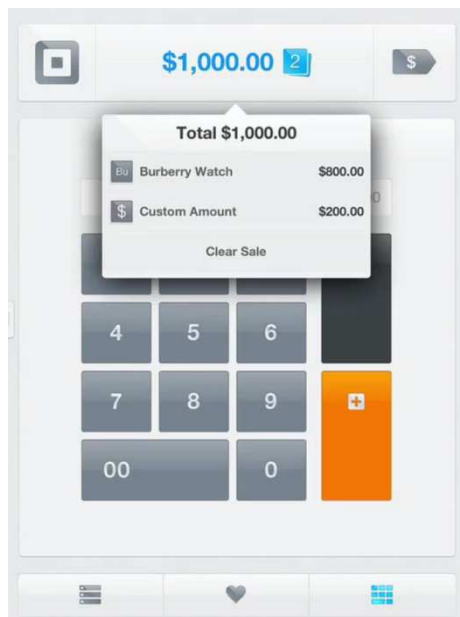 $1,000.00 2
$
Total $1,000.00
Bu Burberry Watch $800.00
$ Custom Amount $200.00
Clear Sale
0
4 5 6
7 8 9
00 0